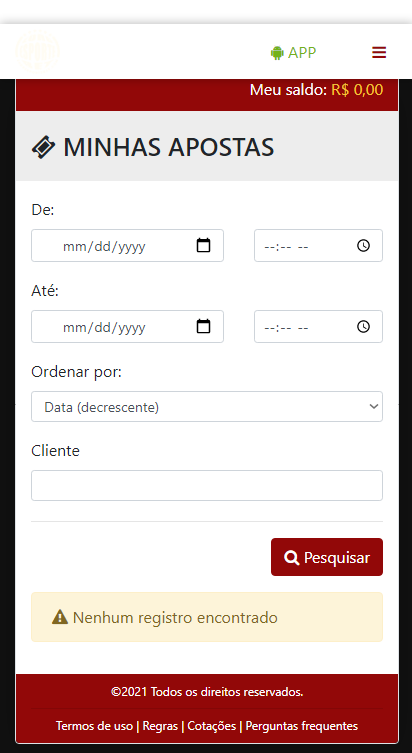 APP
Meu saldo: R$ 0,00
MINHAS APOSTAS
De:
mm/dd/yyyy --:-- --
Até:
mm/dd/yyyy --:-- --
Ordenar por:
Data (decrescente)
Cliente
Pesquisar
Nenhum registro encontrado
©2021 Todos os direitos reservados.
Termos de uso | Regras | Cotações | Perguntas frequentes